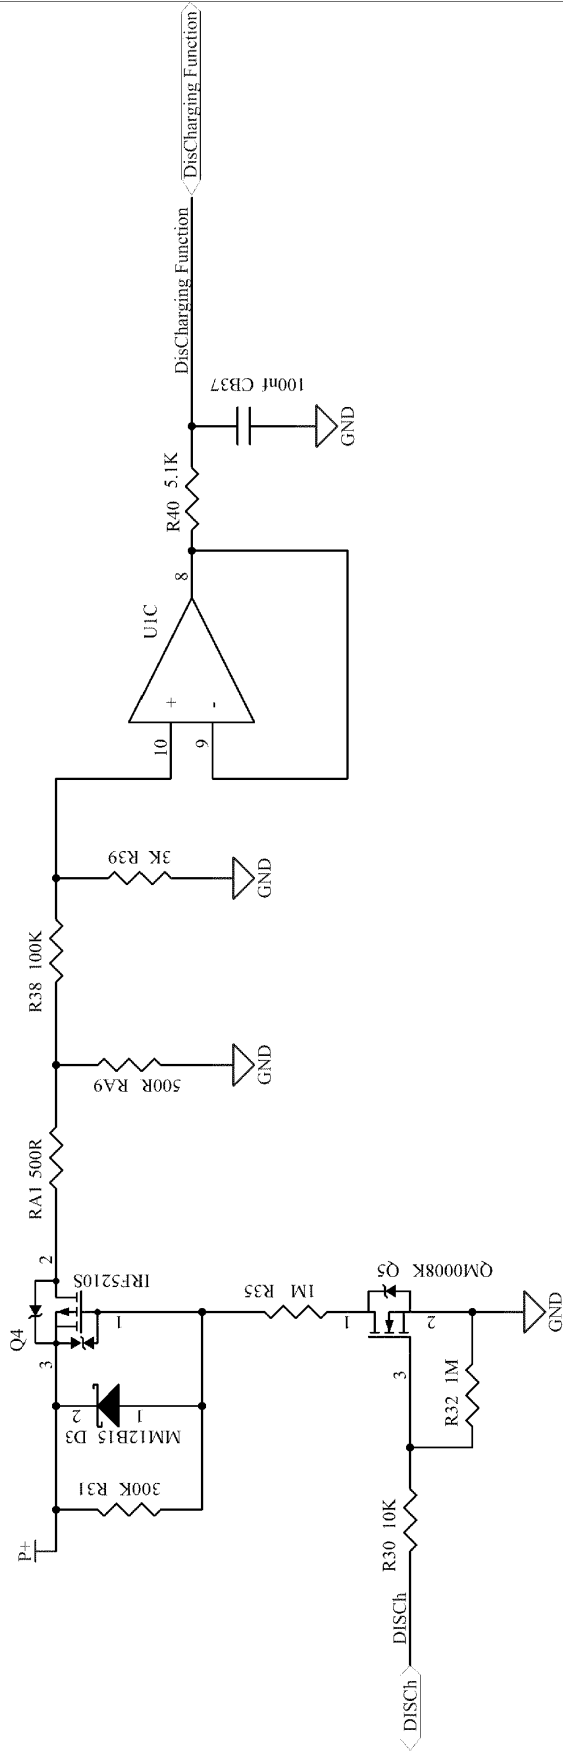 P+
300K R31
MM12B15 D3
2
1
Q4
3
2
1
IRF5210S
RA1 500R
500R RA9
GND
R38 100K
3K R39
GND
10
9
+
-
U1C
8
R40 5.1K
100nf CB37
GND
DisCharging Function
DisCharging Function
1M R35
1
2
3
Q5
QM0008K
R32 1M
GND
R30 10K
DISCh
DISCh